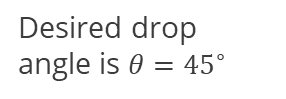 Desired drop
angle is θ = 45°